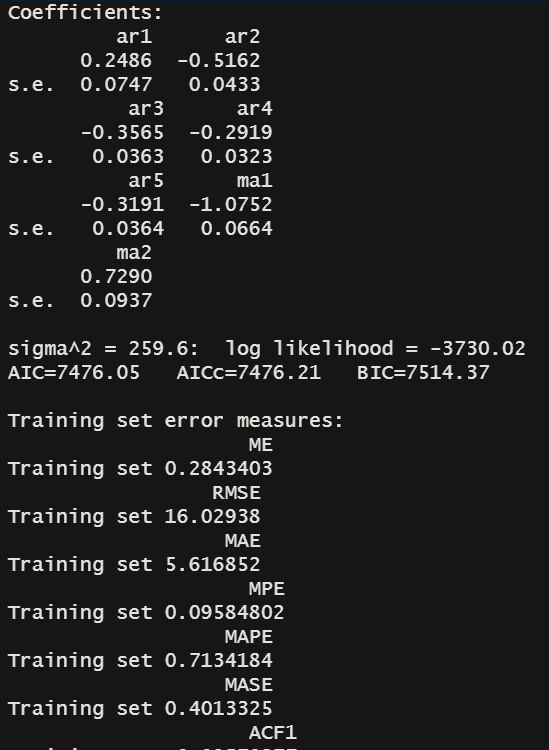 Coefficients:
ar1 ar2
0.2486 -0.5162
s.e. 0.0747 0.0433
ar3 ar4
-0.3565 -0.2919
s.e. 0.0363 0.0323
ar5 ma1
-0.3191 -1.0752
s.e. 0.0364 0.0664
ma2
0.7290
s.e. 0.0937
sigma^2 = 259.6: log likelihood = -3730.02
AIC=7476.05 AICc=7476.21 BIC=7514.37
Training set error measures:
ME
Training set 0.2843403
RMSE
Training set 16.02938
MAE
Training set 5.616852
MPE
Training set 0.09584802
MAPE
Training set 0.7134184
MASE
Training set 0.4013325
ACF1